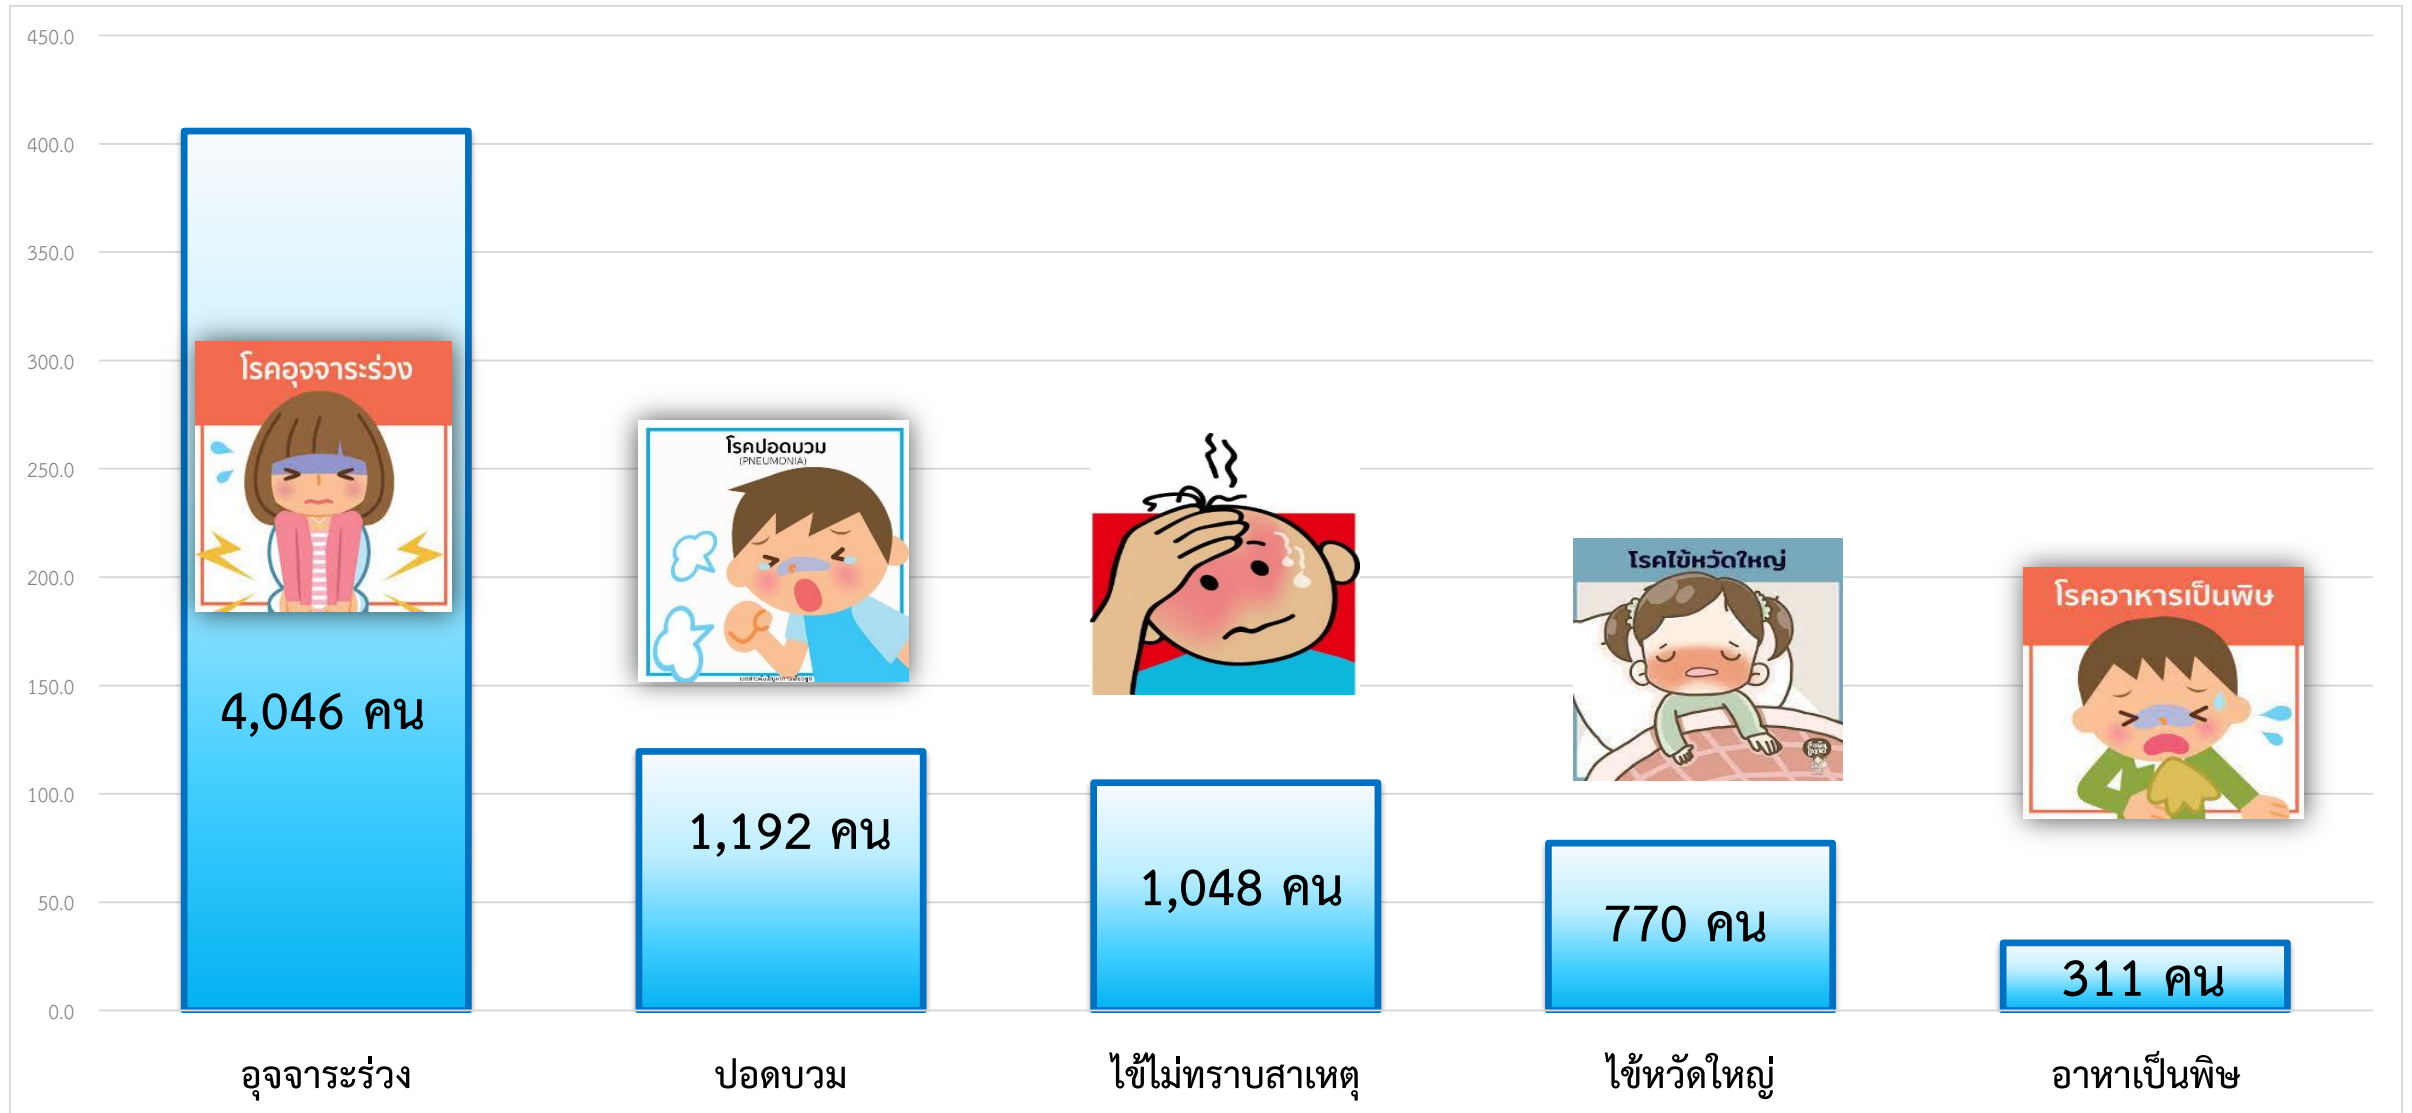 450.0
400.0
350.0
300.0
250.0
200.0
150.0
100.0
50.0
0.0
โรคอุจจาระร่วง
4,046 คน
โรคปอดบวม
(PNEUMONIA)
1,192 คน
1,048 คน
โรคไข้หวัดใหญ่
770 คน
โรคอาหารเป็นพิษ
311 คน
อุจจาระร่วง
ปอดบวม
ไข้ไม่ทราบสาเหตุ
ไข้หวัดใหญ่
อาหาเป็นพิษ